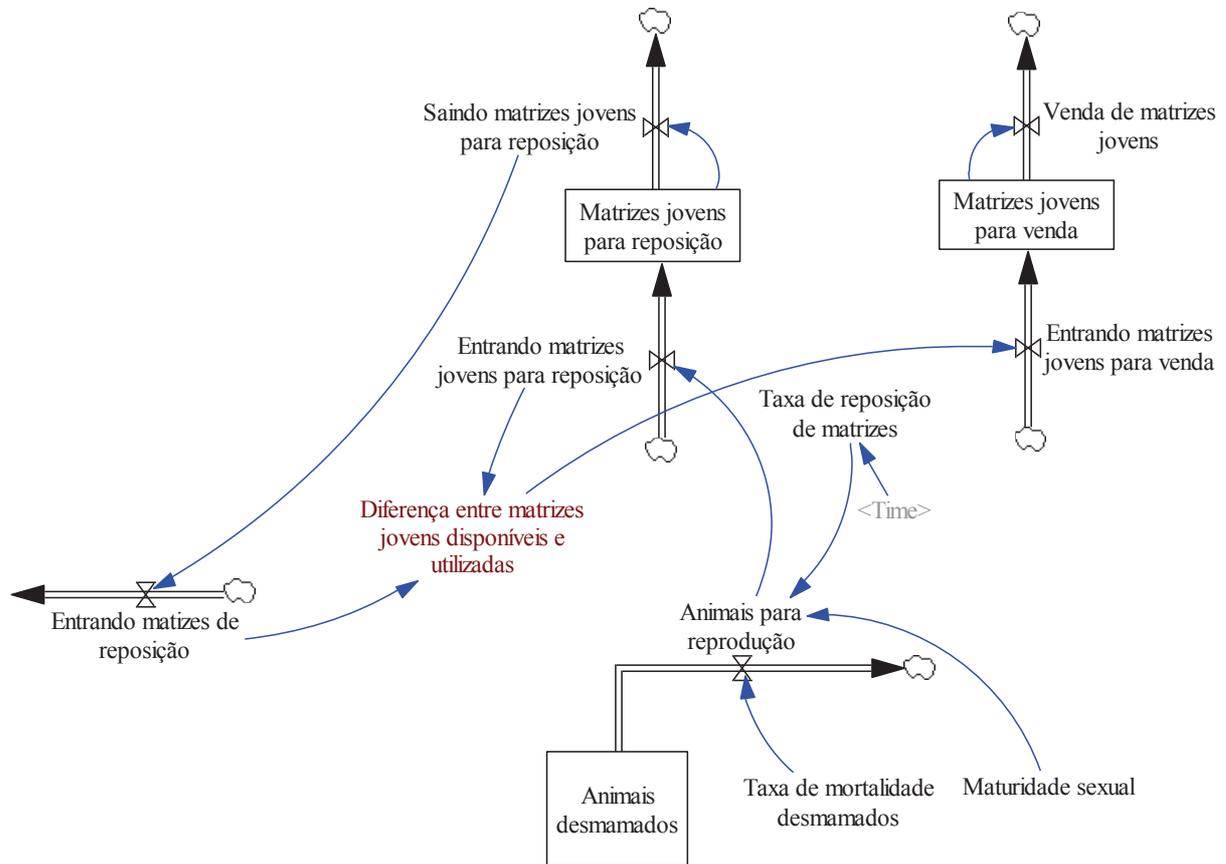 Saindo matrizes jovens
para reposição
Venda de matrizes
jovens
Matrizes jovens
para reposição
Matrizes jovens
para venda
Entrando matrizes
jovens para reposição
Entrando matrizes
jovens para venda
Taxa de reposição
de matrizes
<Time>
Diferença entre matrizes
jovens disponíveis e
utilizadas
Entrando matizes de
reposição
Animais para
reprodução
Animais
desmamados
Taxa de mortalidade
desmamados
Maturidade sexual